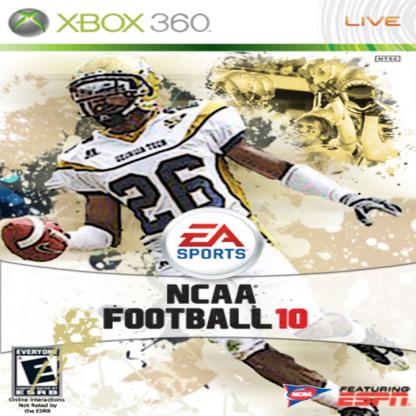 XBOX 360
LIVE
NTSC
GEORGIA TECH
26
EA
SPORTS
NCAA
FOOTBALL 10
EVERYONE
E
ESRB
Online Interactions
Not Rated by
the ESRB
NCAA
FEATURING
ESPN